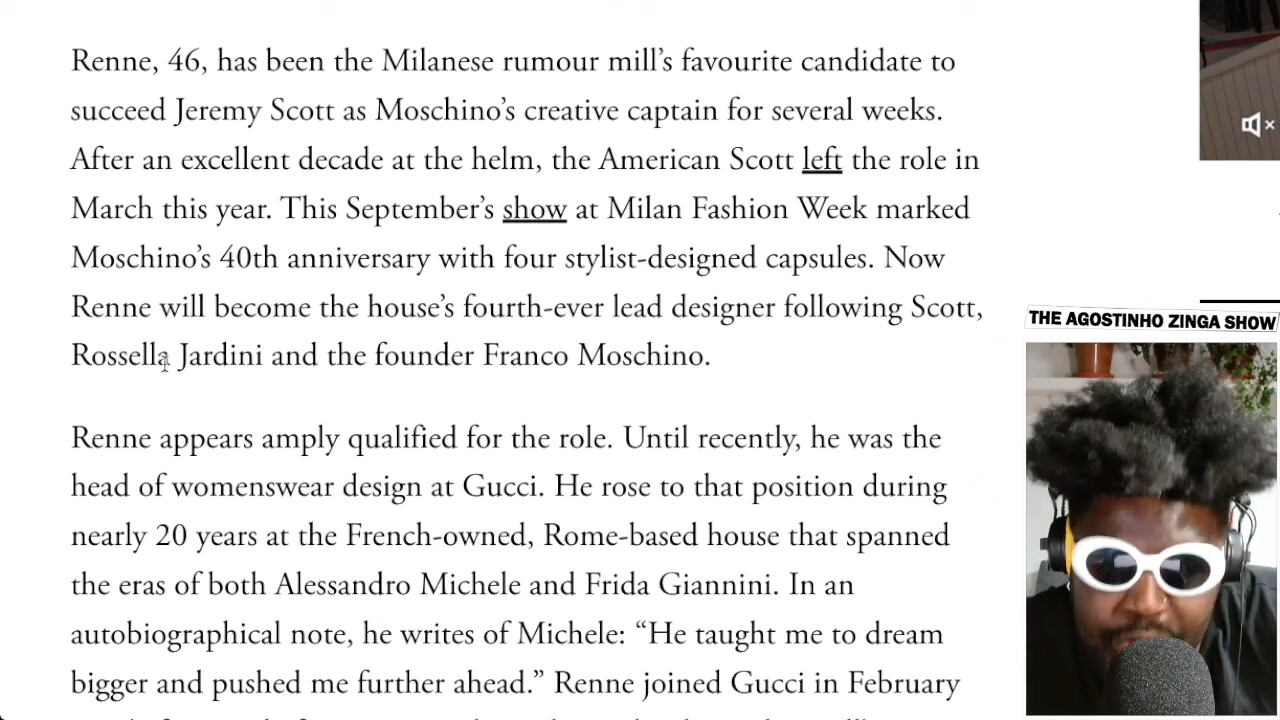 Renne, 46, has been the Milanese rumour mill’s favourite candidate to
succeed Jeremy Scott as Moschino’s creative captain for several weeks.
After an excellent decade at the helm, the American Scott left the role in
March this year. This September’s show at Milan Fashion Week marked
Moschino’s 40th anniversary with four stylist-designed capsules. Now
Renne will become the house’s fourth-ever lead designer following Scott,
Rossella Jardini and the founder Franco Moschino.
Renne appears amply qualified for the role. Until recently, he was the
head of womenswear design at Gucci. He rose to that position during
nearly 20 years at the French-owned, Rome-based house that spanned
the eras of both Alessandro Michele and Frida Giannini. In an
autobiographical note, he writes of Michele: “He taught me to dream
bigger and pushed me further ahead.” Renne joined Gucci in February
THE AGOSTINHO ZINGA SHOW